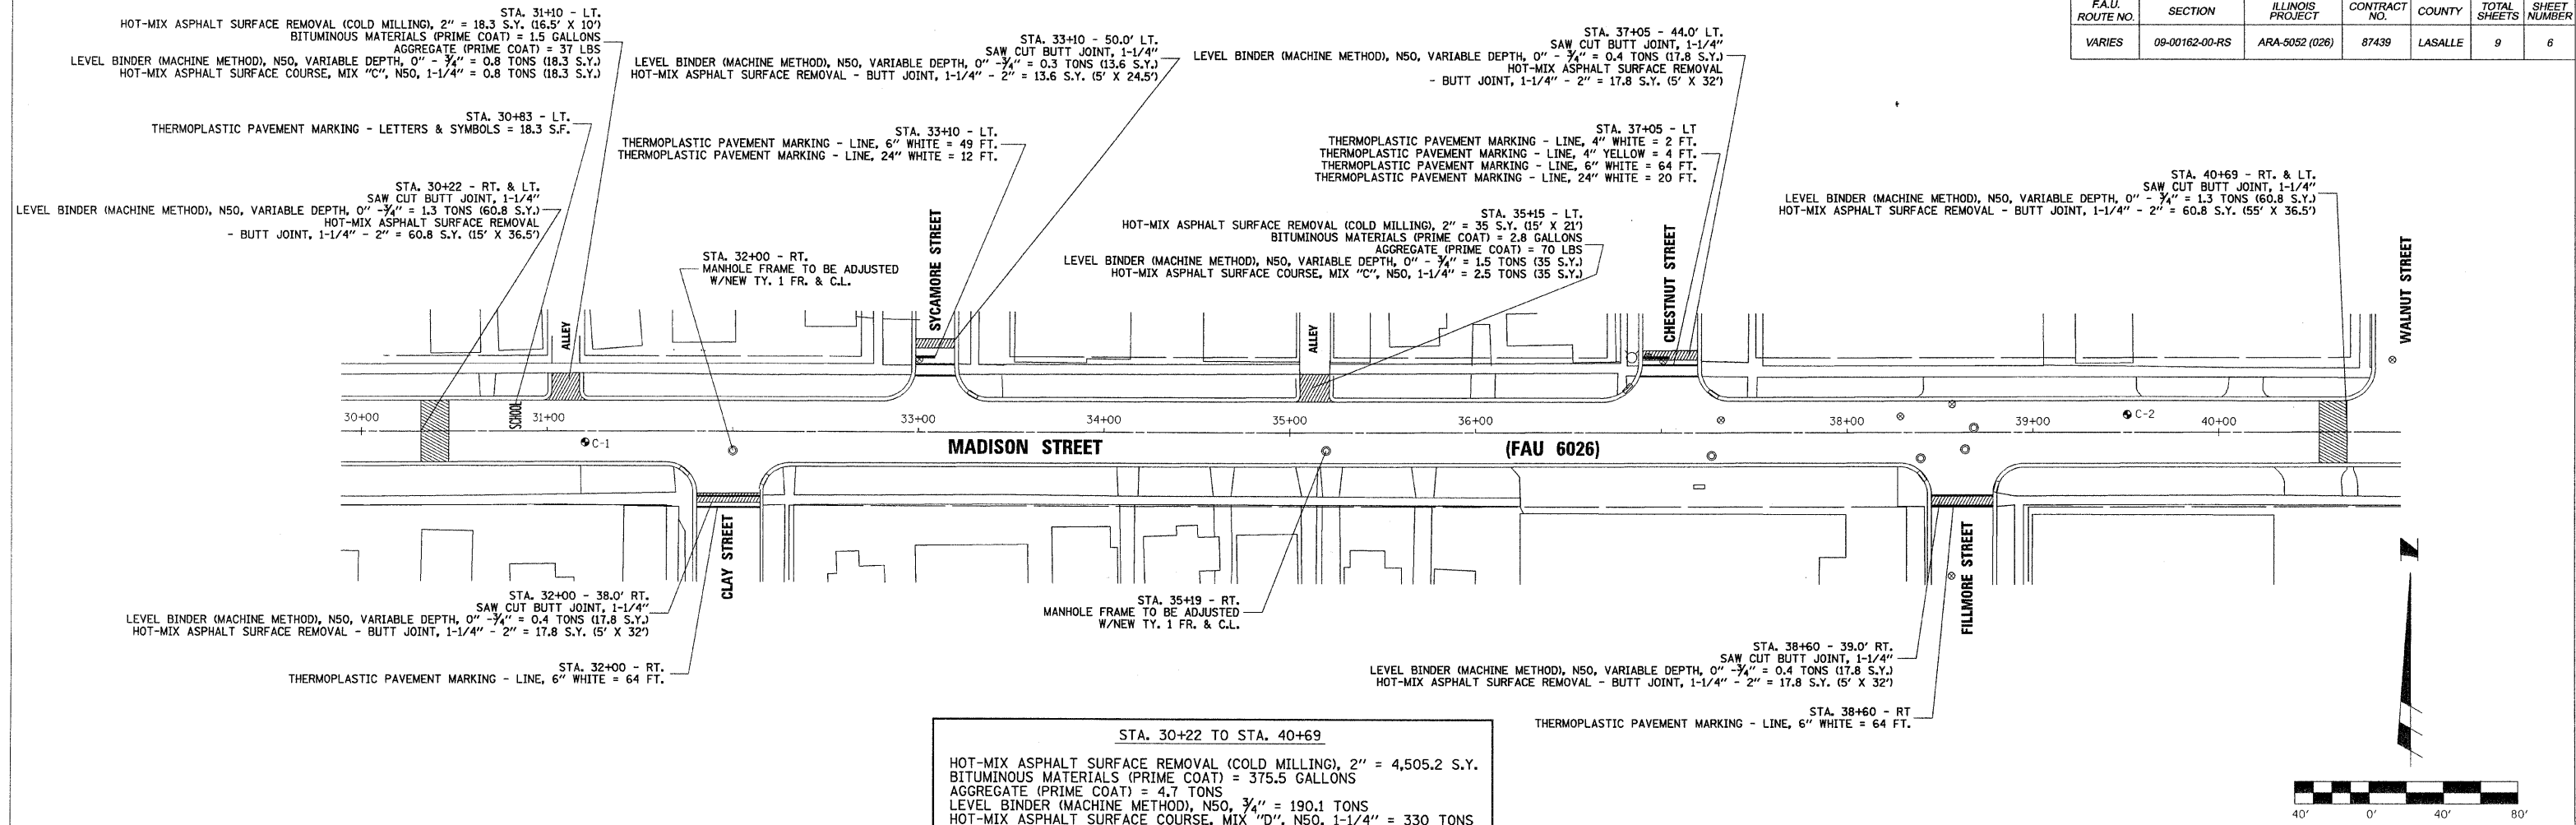 F.A.U. ROUTE NO. SECTION ILLINOIS PROJECT CONTRACT NO. COUNTY TOTAL SHEETS SHEET NUMBER
VARIES 09-00162-00-RS ARA-5052 (026) 87439 LASALLE 9 6
STA. 31+10 - LT.
HOT-MIX ASPHALT SURFACE REMOVAL (COLD MILLING), 2" = 18.3 S.Y. (16.5' X 10')
BITUMINOUS MATERIALS (PRIME COAT) = 1.5 GALLONS
AGGREGATE (PRIME COAT) = 37 LBS
LEVEL BINDER (MACHINE METHOD), N50, VARIABLE DEPTH, 0" - 3/4" = 0.8 TONS (18.3 S.Y.)
HOT-MIX ASPHALT SURFACE COURSE, MIX "C", N50, 1-1/4" = 0.8 TONS (18.3 S.Y.)
STA. 33+10 - 50.0' LT.
SAW CUT BUTT JOINT, 1-1/4"
LEVEL BINDER (MACHINE METHOD), N50, VARIABLE DEPTH, 0" -3/4" = 0.3 TONS (13.6 S.Y.)
HOT-MIX ASPHALT SURFACE REMOVAL - BUTT JOINT, 1-1/4" - 2" = 13.6 S.Y. (5' X 24.5')
STA. 37+05 - 44.0' LT.
SAW CUT BUTT JOINT, 1-1/4"
LEVEL BINDER (MACHINE METHOD), N50, VARIABLE DEPTH, 0" - 3/4" = 0.4 TONS (17.8 S.Y.)
HOT-MIX ASPHALT SURFACE REMOVAL
- BUTT JOINT, 1-1/4" - 2" = 17.8 S.Y. (5' X 32')
STA. 30+83 - LT.
THERMOPLASTIC PAVEMENT MARKING - LETTERS & SYMBOLS = 18.3 S.F.
STA. 33+10 - LT.
THERMOPLASTIC PAVEMENT MARKING - LINE, 6" WHITE = 49 FT.
THERMOPLASTIC PAVEMENT MARKING - LINE, 24" WHITE = 12 FT.
STA. 37+05 - LT
THERMOPLASTIC PAVEMENT MARKING - LINE, 4" WHITE = 2 FT.
THERMOPLASTIC PAVEMENT MARKING - LINE, 4" YELLOW = 4 FT.
THERMOPLASTIC PAVEMENT MARKING - LINE, 6" WHITE = 64 FT.
THERMOPLASTIC PAVEMENT MARKING - LINE, 24" WHITE = 20 FT.
STA. 30+22 - RT. & LT.
SAW CUT BUTT JOINT, 1-1/4"
LEVEL BINDER (MACHINE METHOD), N50, VARIABLE DEPTH, 0" -3/4" = 1.3 TONS (60.8 S.Y.)
HOT-MIX ASPHALT SURFACE REMOVAL
- BUTT JOINT, 1-1/4" - 2" = 60.8 S.Y. (15' X 36.5')
STA. 40+69 - RT. & LT.
SAW CUT BUTT JOINT, 1-1/4"
LEVEL BINDER (MACHINE METHOD), N50, VARIABLE DEPTH, 0" - 3/4" = 1.3 TONS (60.8 S.Y.)
HOT-MIX ASPHALT SURFACE REMOVAL - BUTT JOINT, 1-1/4" - 2" = 60.8 S.Y. (55' X 36.5')
STA. 35+15 - LT.
HOT-MIX ASPHALT SURFACE REMOVAL (COLD MILLING), 2" = 35 S.Y. (15' X 21')
BITUMINOUS MATERIALS (PRIME COAT) = 2.8 GALLONS
AGGREGATE (PRIME COAT) = 70 LBS
LEVEL BINDER (MACHINE METHOD), N50, VARIABLE DEPTH, 0" - 3/4" = 1.5 TONS (35 S.Y.)
HOT-MIX ASPHALT SURFACE COURSE, MIX "C", N50, 1-1/4" = 2.5 TONS (35 S.Y.)
STA. 32+00 - RT.
MANHOLE FRAME TO BE ADJUSTED
W/NEW TY. 1 FR. & C.L.
ALLEY
SYCAMORE STREET
ALLEY
CHESTNUT STREET
WALNUT STREET
SCHOOL
30+00 31+00 33+00 34+00 35+00 36+00 38+00 39+00 40+00
C-1
C-2
MADISON STREET (FAU 6026)
CLAY STREET
FILLMORE STREET
STA. 32+00 - 38.0' RT.
SAW CUT BUTT JOINT, 1-1/4"
LEVEL BINDER (MACHINE METHOD), N50, VARIABLE DEPTH, 0" -3/4" = 0.4 TONS (17.8 S.Y.)
HOT-MIX ASPHALT SURFACE REMOVAL - BUTT JOINT, 1-1/4" - 2" = 17.8 S.Y. (5' X 32')
STA. 32+00 - RT.
THERMOPLASTIC PAVEMENT MARKING - LINE, 6" WHITE = 64 FT.
STA. 35+19 - RT.
MANHOLE FRAME TO BE ADJUSTED
W/NEW TY. 1 FR. & C.L.
STA. 38+60 - 39.0' RT.
SAW CUT BUTT JOINT, 1-1/4"
LEVEL BINDER (MACHINE METHOD), N50, VARIABLE DEPTH, 0" -3/4" = 0.4 TONS (17.8 S.Y.)
HOT-MIX ASPHALT SURFACE REMOVAL - BUTT JOINT, 1-1/4" - 2" = 17.8 S.Y. (5' X 32')
STA. 38+60 - RT
THERMOPLASTIC PAVEMENT MARKING - LINE, 6" WHITE = 64 FT.
STA. 30+22 TO STA. 40+69
HOT-MIX ASPHALT SURFACE REMOVAL (COLD MILLING), 2" = 4,505.2 S.Y.
BITUMINOUS MATERIALS (PRIME COAT) = 375.5 GALLONS
AGGREGATE (PRIME COAT) = 4.7 TONS
LEVEL BINDER (MACHINE METHOD), N50, 3/4" = 190.1 TONS
HOT-MIX ASPHALT SURFACE COURSE, MIX "D", N50, 1-1/4" = 330 TONS
Z
40' 0' 40' 80'